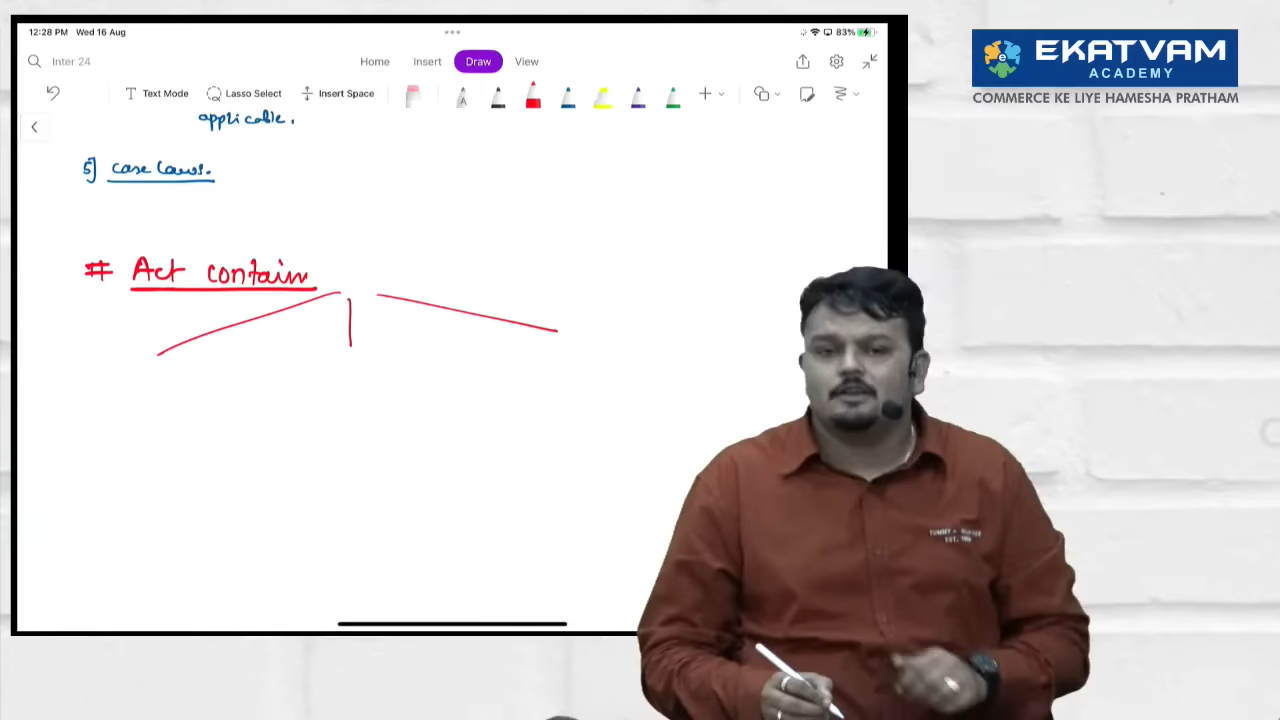 12:28 PM Wed 16 Aug
83%
Inter 24
Home Insert Draw View
Text Mode Lasso Select Insert Space
applicable.
5] case laws.
# Act contain
EKATVAM
ACADEMY
COMMERCE KE LIYE HAMESHA PRATHAM